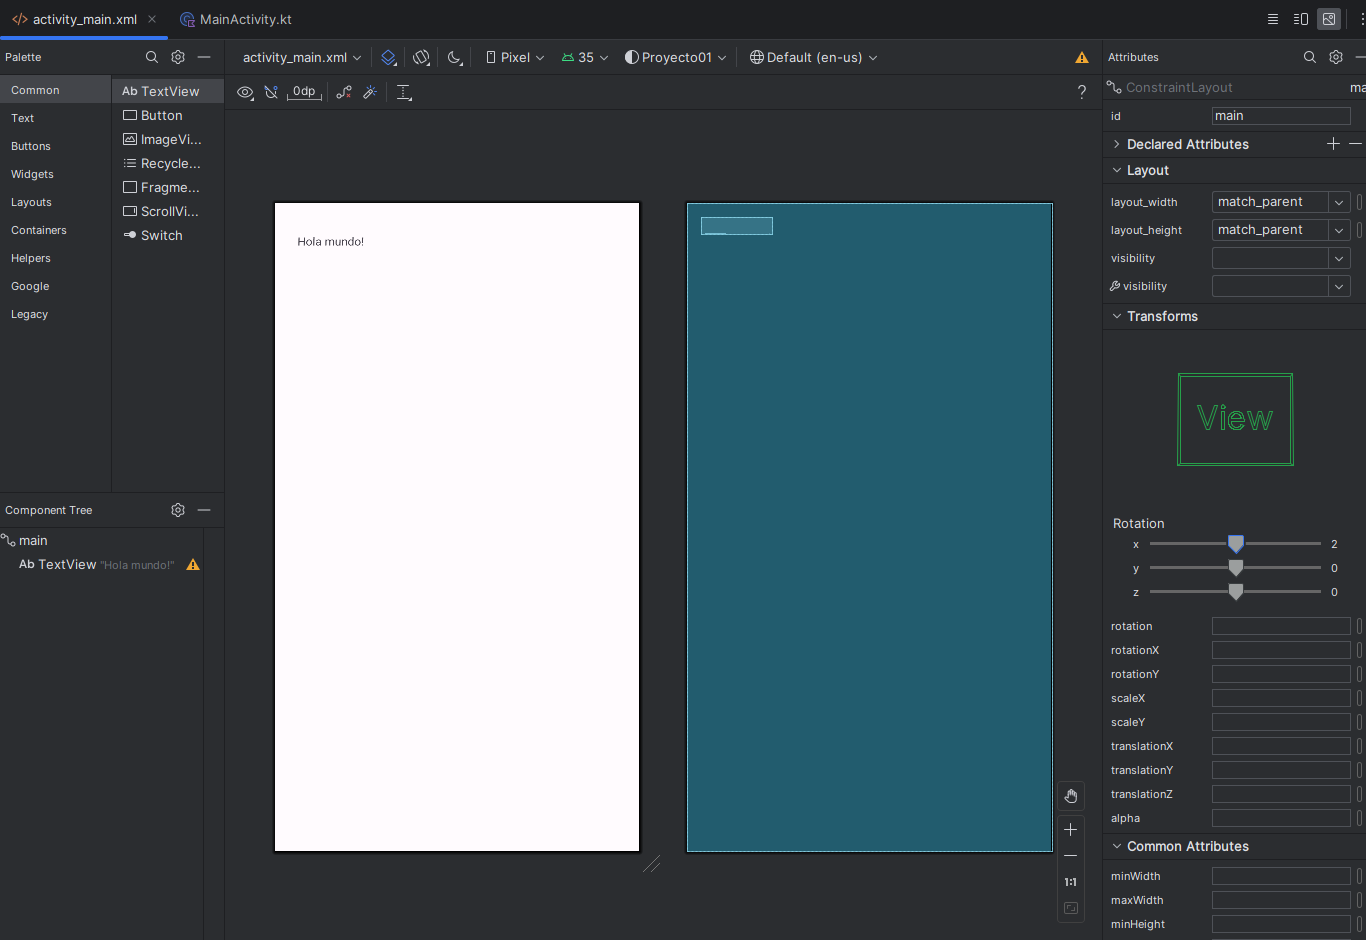 activity_main.xml
MainActivity.kt
Palette
activity_main.xml
Pixel
35
Proyecto01
Default (en-us)
Attributes
Common
Text
Buttons
Widgets
Layouts
Containers
Helpers
Google
Legacy
Ab TextView
Button
ImageVi...
Recycle...
Fragme...
ScrollVi...
Switch
0dp
?
ConstraintLayout
ma
id
main
Declared Attributes
Layout
layout_width
match_parent
layout_height
match_parent
visibility
visibility
Transforms
View
Rotation
x
2
y
0
z
0
rotation
rotationX
rotationY
scaleX
scaleY
translationX
translationY
translationZ
alpha
Common Attributes
minWidth
maxWidth
minHeight
Hola mundo!
1:1
Component Tree
main
Ab TextView "Hola mundo!"